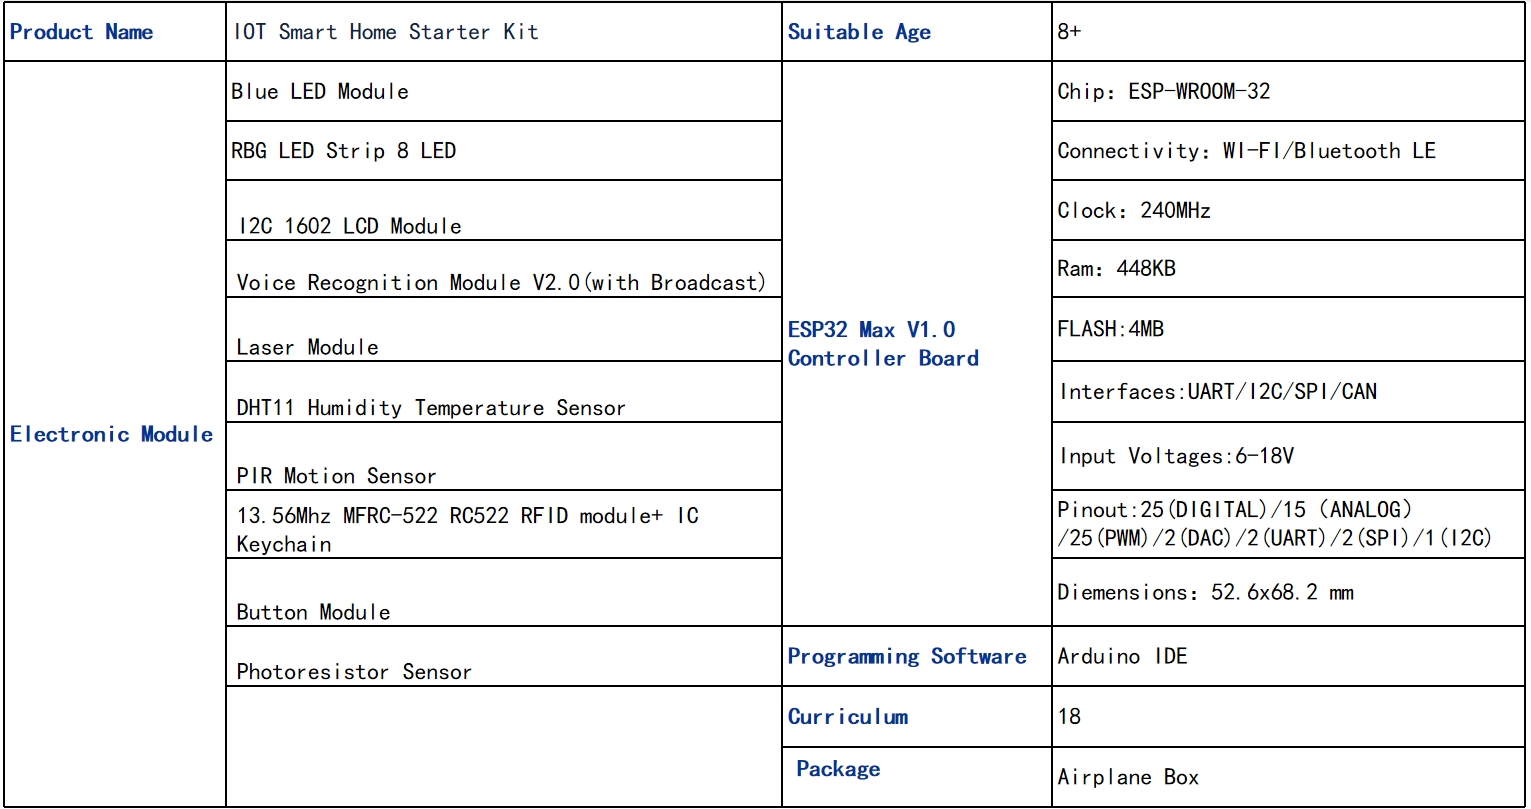 Product Name
IOT Smart Home Starter Kit
Suitable Age
8+
Electronic Module
Blue LED Module
RBG LED Strip 8 LED
I2C 1602 LCD Module
Voice Recognition Module V2.0(with Broadcast)
Laser Module
DHT11 Humidity Temperature Sensor
PIR Motion Sensor
13.56Mhz MFRC-522 RC522 RFID module+ IC
Keychain
Button Module
Photoresistor Sensor
ESP32 Max V1.0
Controller Board
Chip：ESP-WROOM-32
Connectivity：WI-FI/Bluetooth LE
Clock：240MHz
Ram：448KB
FLASH:4MB
Interfaces:UART/I2C/SPI/CAN
Input Voltages:6-18V
Pinout:25(DIGITAL)/15（ANALOG）
/25(PWM)/2(DAC)/2(UART)/2(SPI)/1(I2C)
Diemensions：52.6x68.2 mm
Programming Software
Arduino IDE
Curriculum
18
Package
Airplane Box